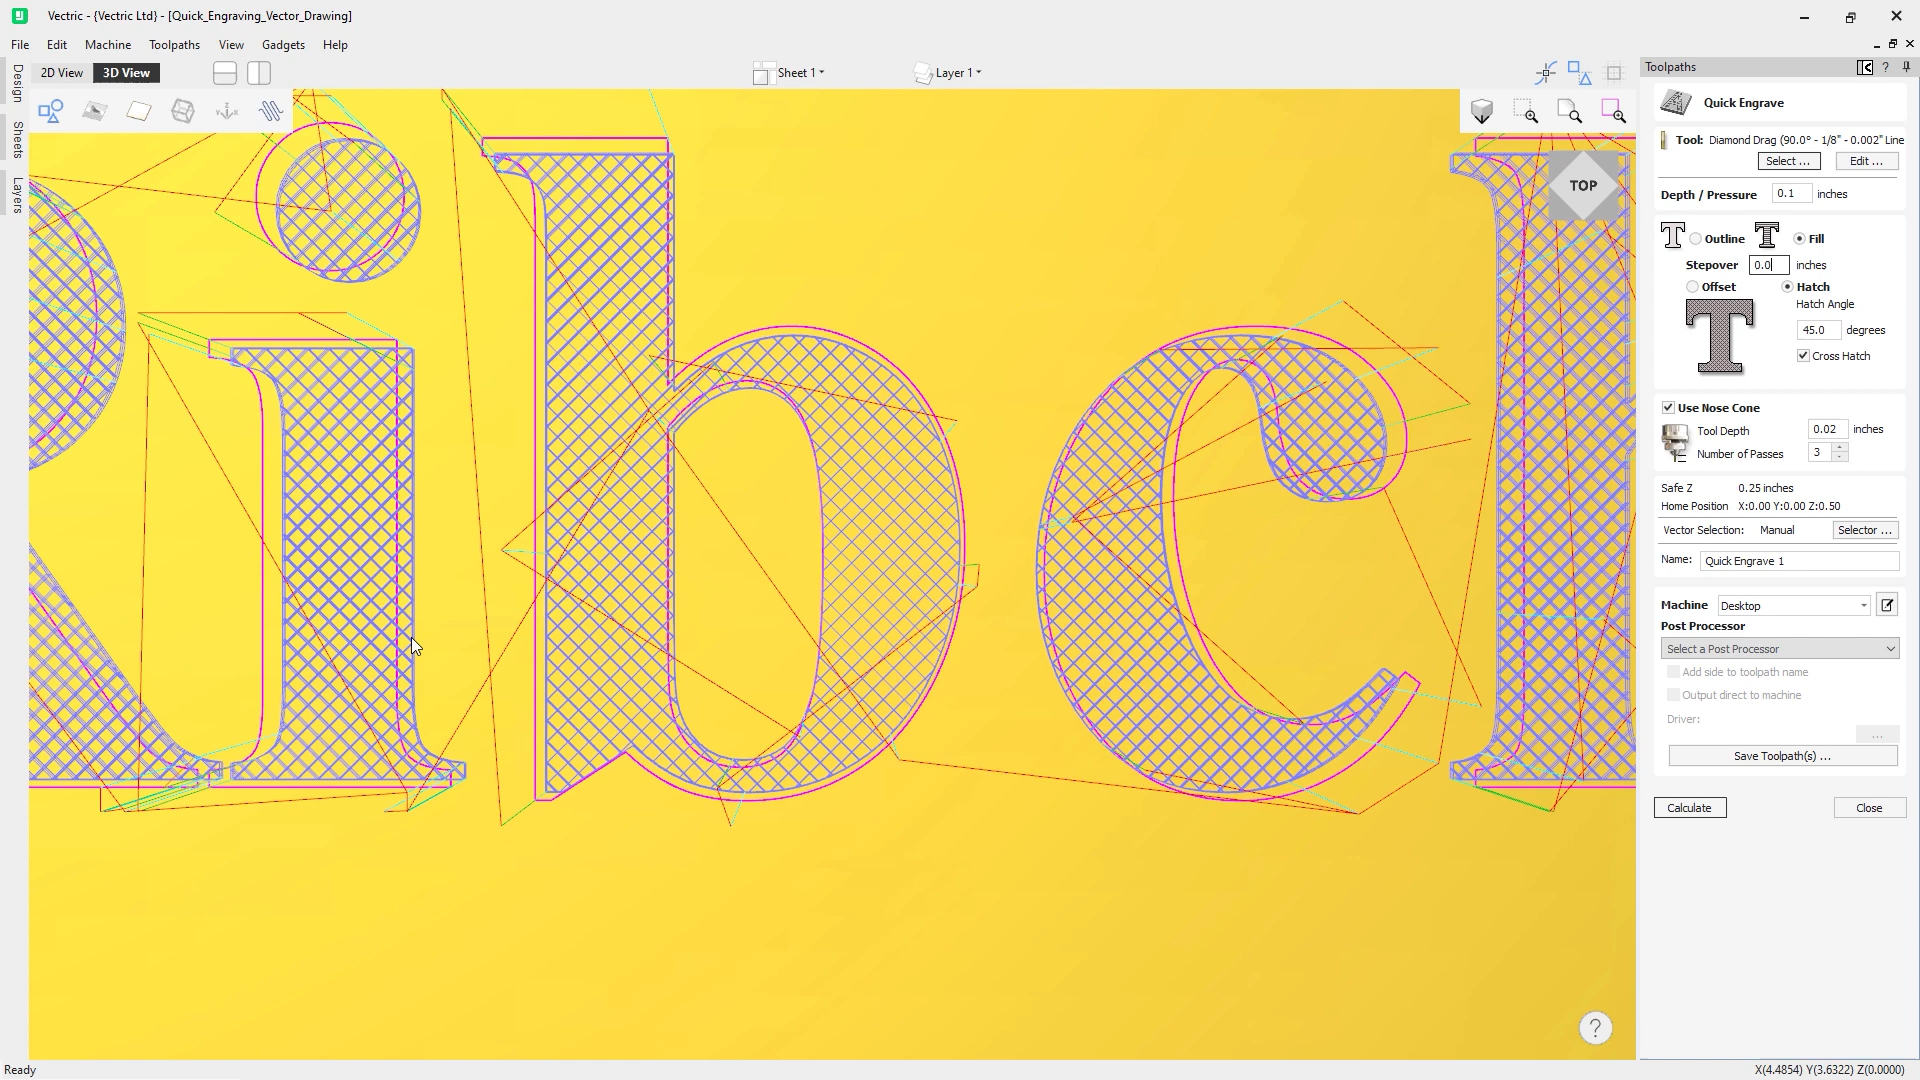 Vectric - {Vectric Ltd} - [Quick_Engraving_Vector_Drawing]
File Edit Machine Toolpaths View Gadgets Help
2D View 3D View Sheet 1 Layer 1
Design
Sheets
Layers
TOP
i b c
Toolpaths
Quick Engrave
Tool: Diamond Drag (90.0° - 1/8" - 0.002" Line
Select ... Edit ...
Depth / Pressure 0.1 inches
Outline Fill
Stepover 0.0 inches
Offset Hatch
Hatch Angle
45.0 degrees
Cross Hatch
Use Nose Cone
Tool Depth 0.02 inches
Number of Passes 3
Safe Z 0.25 inches
Home Position X:0.00 Y:0.00 Z:0.50
Vector Selection: Manual Selector ...
Name: Quick Engrave 1
Machine Desktop
Post Processor
Select a Post Processor
Add side to toolpath name
Output direct to machine
Driver:
...
Save Toolpath(s) ...
Calculate Close
?
Ready X(4.4854) Y(3.6322) Z(0.0000)